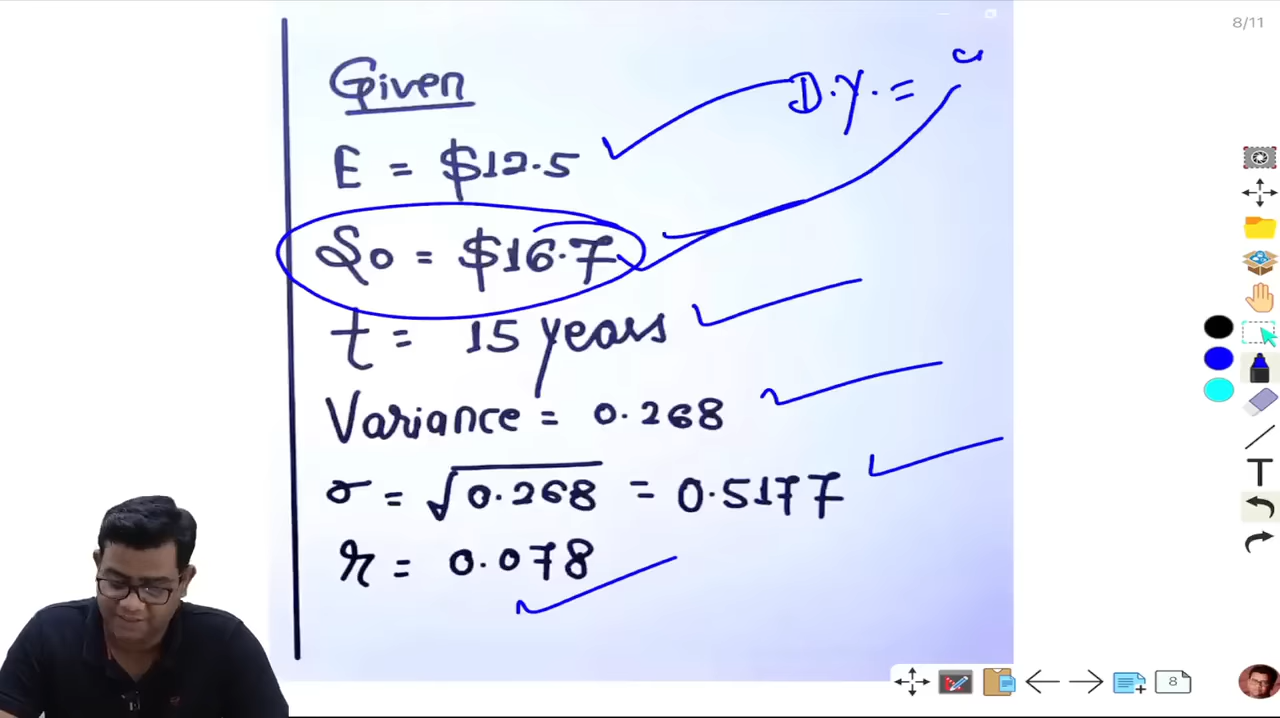 8/11
Given
D.Y. =
E = $12.5
S0 = $16.7
t = 15 years
Variance = 0.268
σ = √0.268 = 0.5177
r = 0.078
T
8